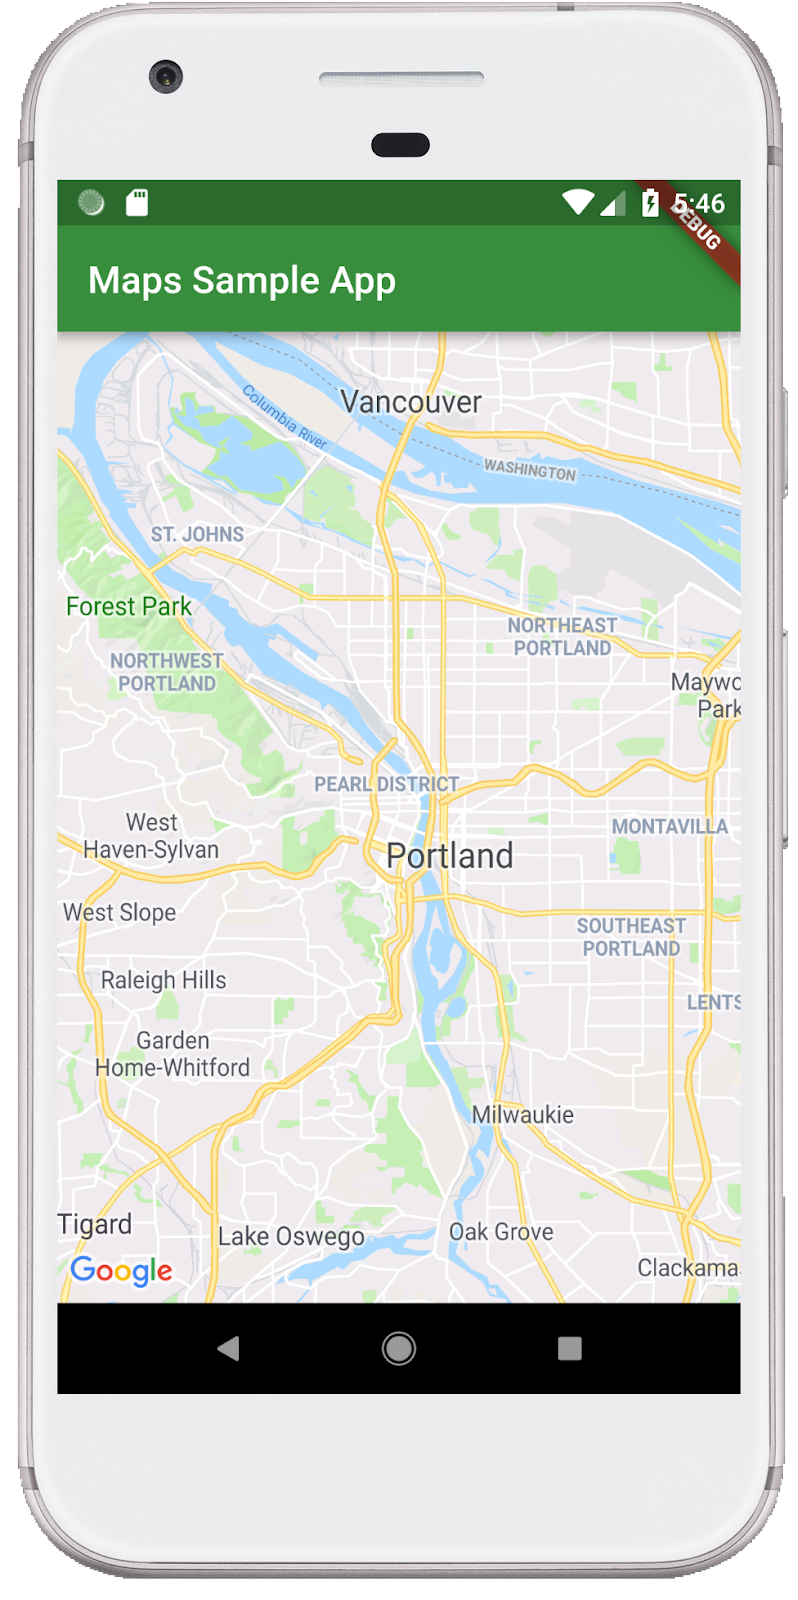 5:46
DEBUG
Maps Sample App
Vancouver
Columbia River
WASHINGTON
ST. JOHNS
Forest Park
NORTHEAST
PORTLAND
NORTHWEST
PORTLAND
Maywo
Park
PEARL DISTRICT
West
Haven-Sylvan
MONTAVILLA
Portland
West Slope
SOUTHEAST
PORTLAND
Raleigh Hills
LENTS
Garden
Home-Whitford
Milwaukie
Tigard
Lake Oswego
Oak Grove
Google
Clackama